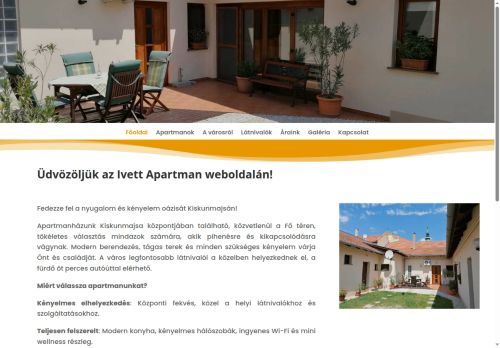 Főoldal Apartmanok A városról Látnivalók Áraink Galéria Kapcsolat
Üdvözöljük az Ivett Apartman weboldalán!
Fedezze fel a nyugalom és kényelem oázisát Kiskunmajsán!
Apartmanházunk Kiskunmajsa központjában található, közvetlenül a Fő téren,
tökéletes választás mindazok számára, akik pihenésre és kikapcsolódásra
vágynak. Modern berendezés, tágas terek és minden szükséges kényelem várja
Önt és családját. A város legfontosabb látnivalói a közelben helyezkednek el, a
fürdő öt perces autóúttal elérhető.
Miért válassza apartmanunkat?
Kényelmes elhelyezkedés: Központi fekvés, közel a helyi látnivalókhoz és
szolgáltatásokhoz.
Teljesen felszerelt: Modern konyha, kényelmes hálószobák, ingyenes Wi-Fi és mini
wellness részleg.